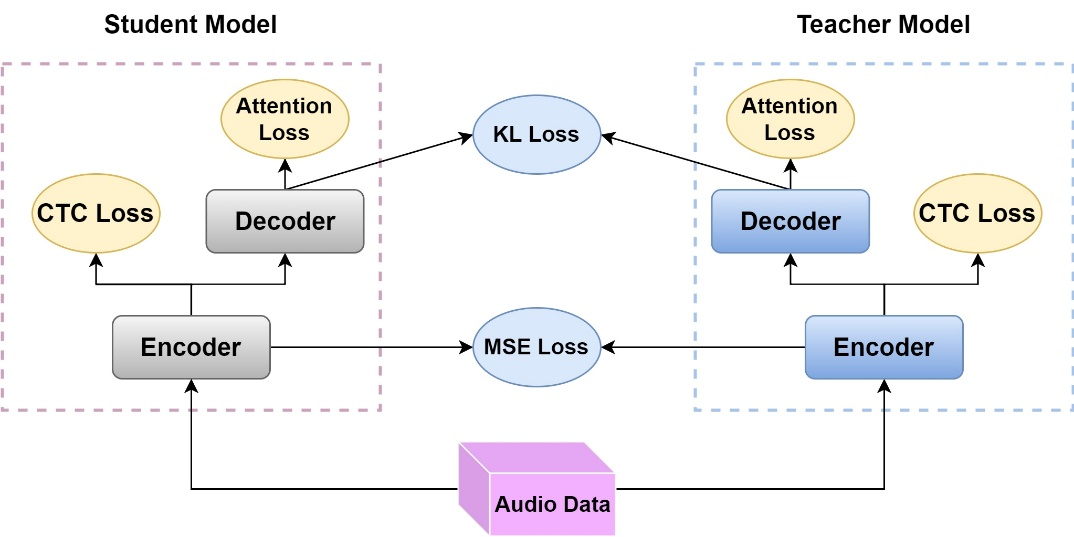 Student Model
Teacher Model
Attention
Loss
KL Loss
Attention
Loss
CTC Loss
Decoder
Decoder
CTC Loss
Encoder
MSE Loss
Encoder
Audio Data